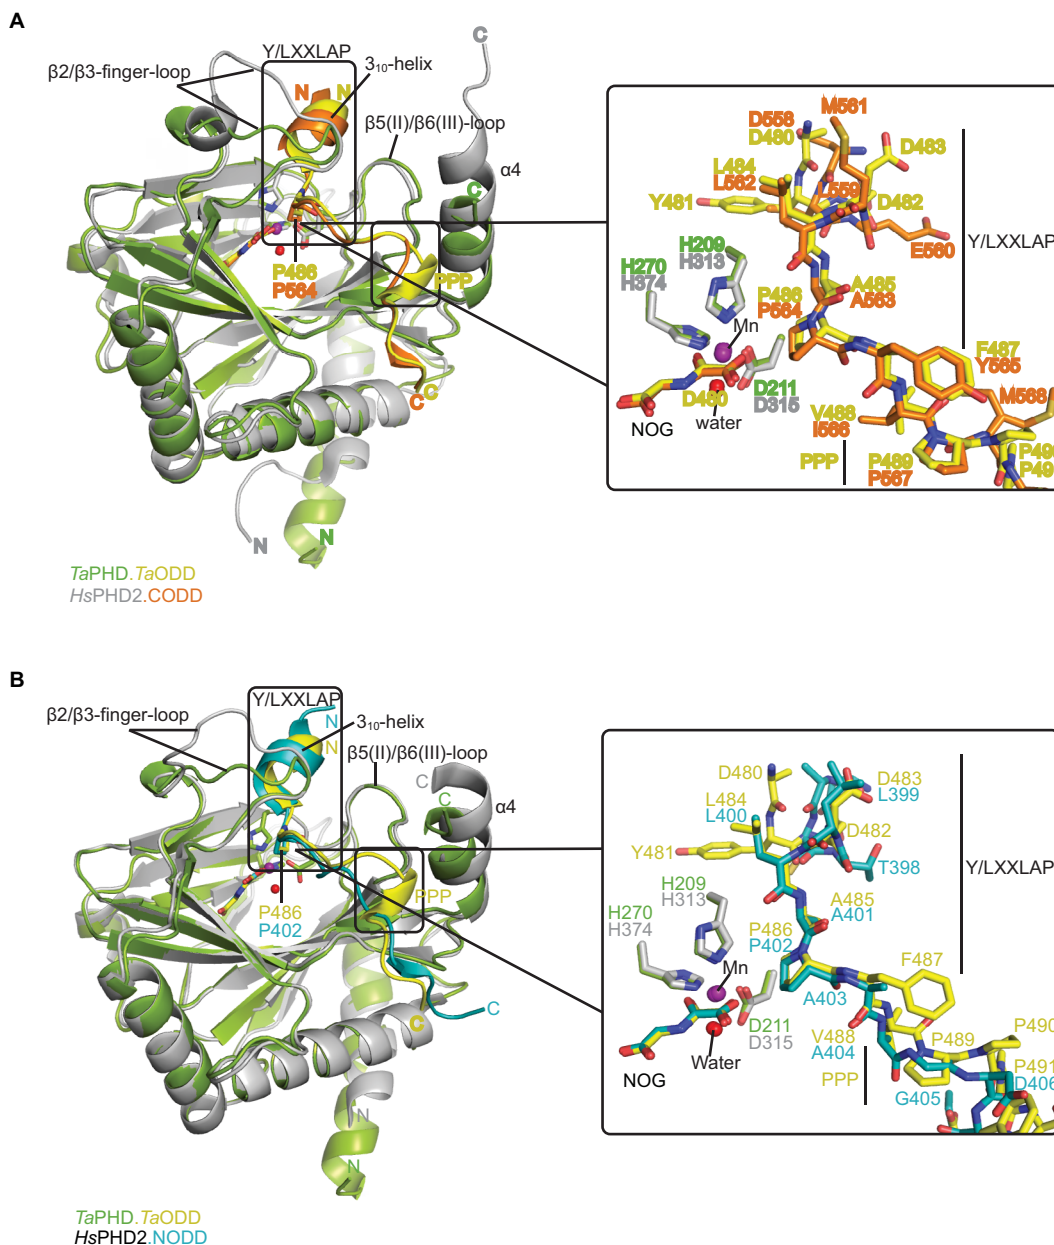 A
C
Y/LXXLAP
β2/β3-finger-loop
3₁₀-helix
N N
β5(II)/β6(III)-loop
α4
C
P486
P564
PPP
C C
N
N
TaPHD.TaODD
HsPHD2.CODD
M561
D558
D480
D483
L484
L562
L559
Y481
D482
E560
Y/LXXLAP
H209
H313
H270
H374
P486
P564
A485
A563
Mn
F487
Y565
D480
D211
D315
M568
NOG
water
V488
I566
PPP
P489
P567
P49
P49
B
Y/LXXLAP
β2/β3-finger-loop
N
N
3₁₀-helix
β5(II)/β6(III)-loop
C
C
α4
P486
P402
PPP
C
C
N
N
TaPHD.TaODD
HsPHD2.NODD
D480
D483
L399
L484
L400
D482
Y481
T398
Y/LXXLAP
H209
H313
A485
A401
H270
H374
P486
P402
F487
Mn
A403
D211
D315
V488
A404
P489
P490
Water
NOG
PPP
P491
D406
G405